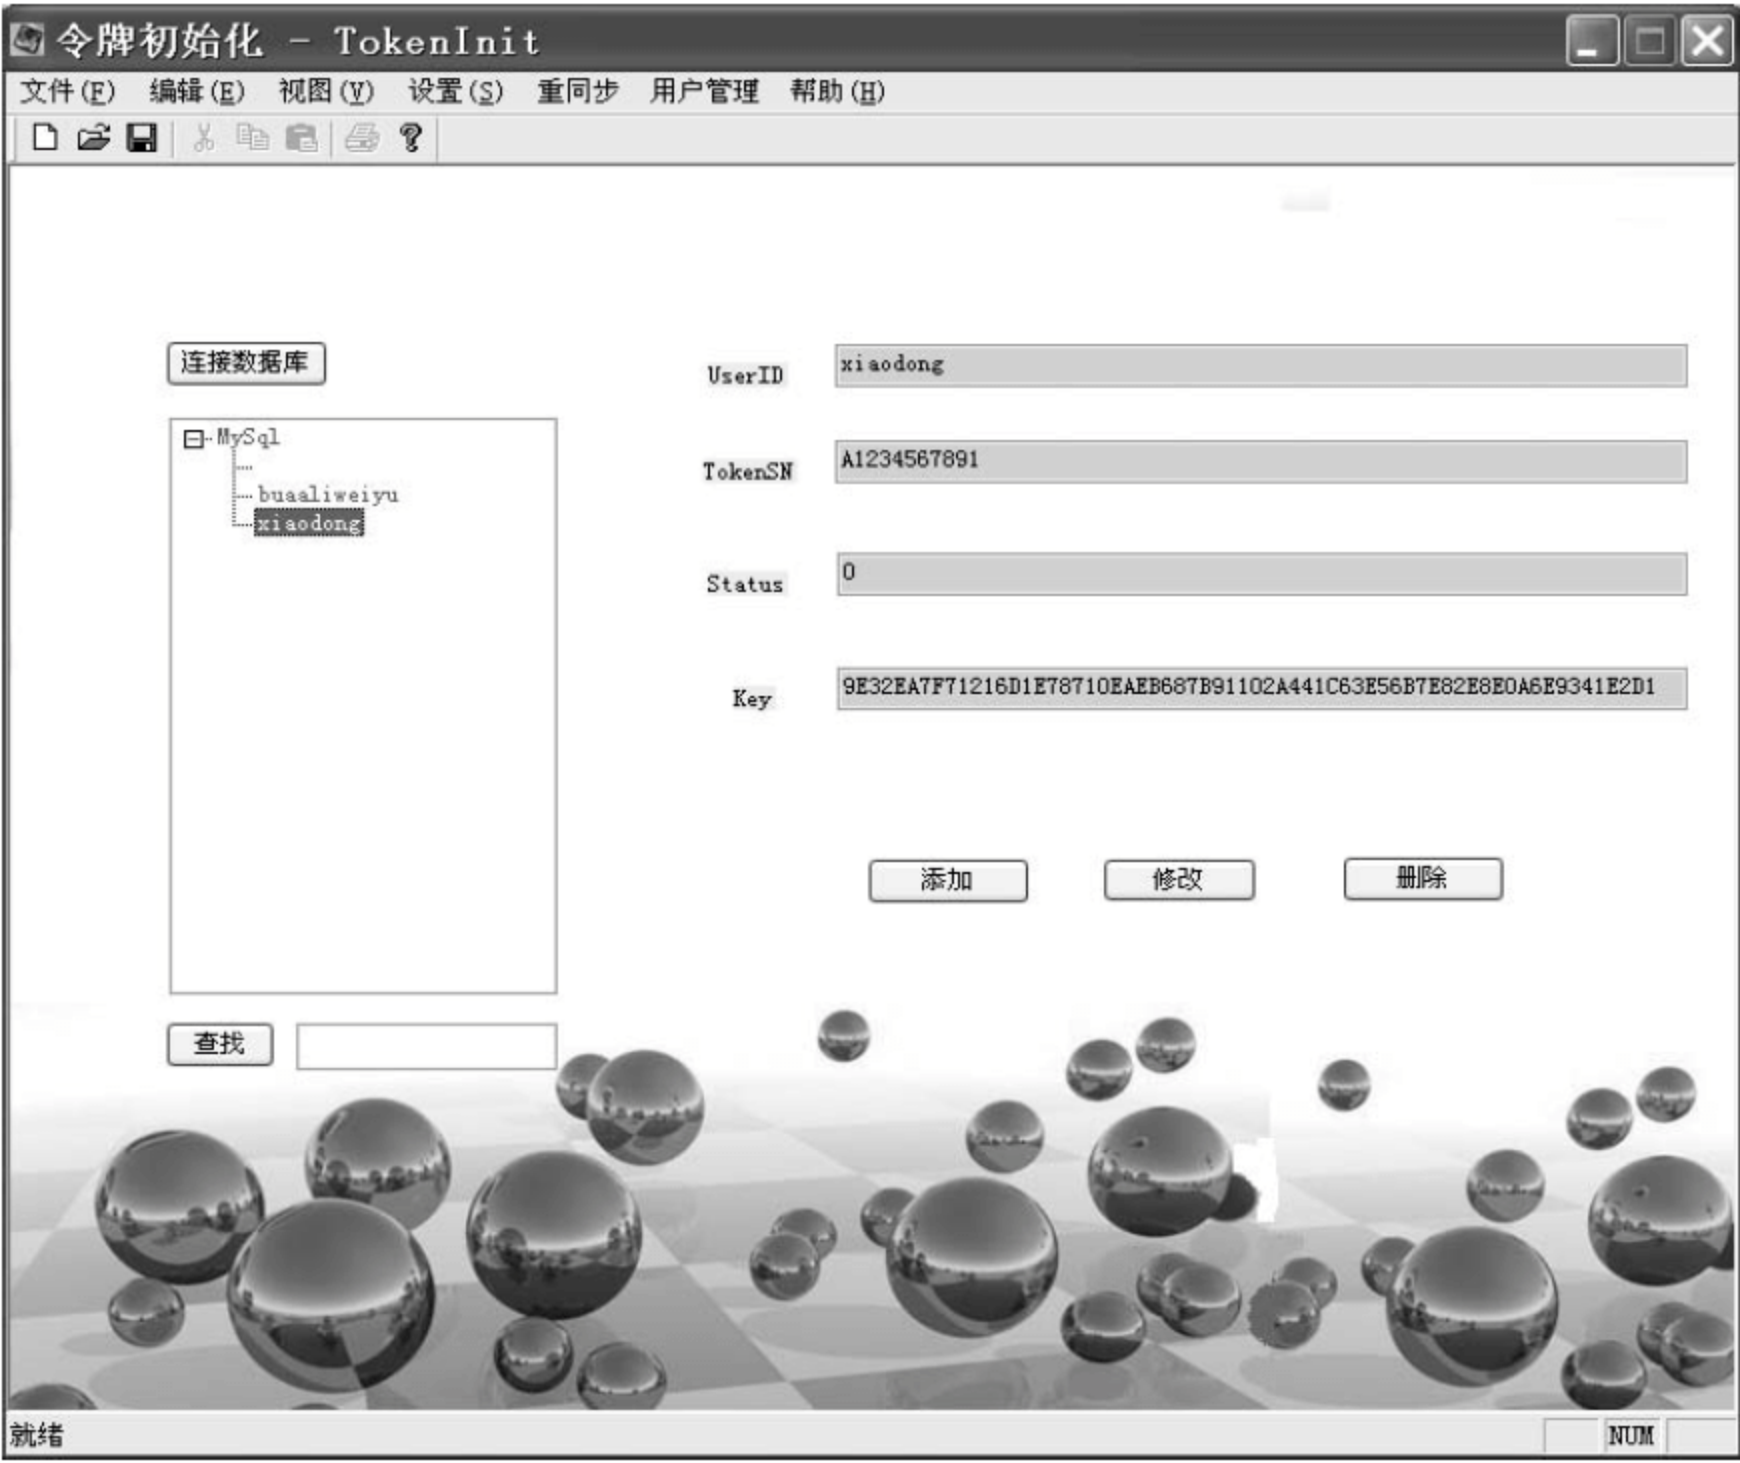 令牌初始化 - TokenInit
文件(F) 编辑(E) 视图(V) 设置(S) 重同步 用户管理 帮助(H)
连接数据库
MySql
buaaliweiyu
xiaodong
查找
UserID xiaodong
TokenSN A1234567891
Status 0
Key 9E32EA7F71216D1E78710EAEB687B91102A441C63E56B7E82E8E0A6E9341E2D1
添加 修改 删除
就绪 NUM